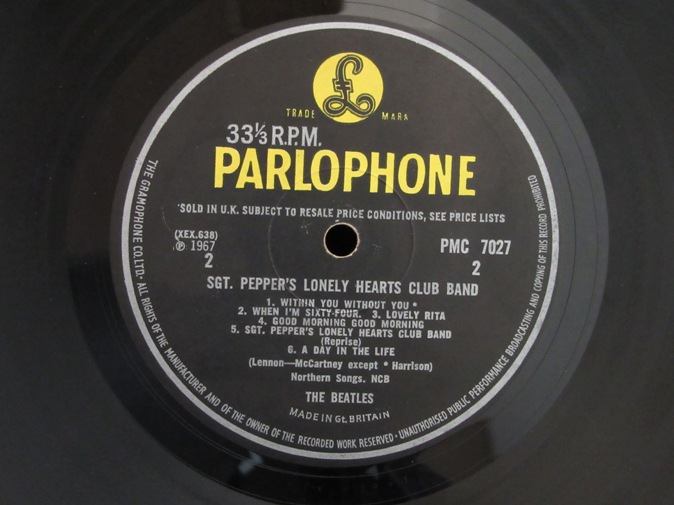 £
TRADE MARK
33⅓ R.P.M.
PARLOPHONE
SOLD IN U.K. SUBJECT TO RESALE PRICE CONDITIONS, SEE PRICE LISTS
(XEX.638)
℗ 1967
2
PMC 7027
2
SGT. PEPPER'S LONELY HEARTS CLUB BAND
1. WITHIN YOU WITHOUT YOU *
2. WHEN I'M SIXTY-FOUR. 3. LOVELY RITA
4. GOOD MORNING GOOD MORNING
5. SGT. PEPPER'S LONELY HEARTS CLUB BAND
(Reprise)
6. A DAY IN THE LIFE
(Lennon—McCartney except * Harrison)
Northern Songs. NCB
THE BEATLES
MADE IN Gt. BRITAIN
THE GRAMOPHONE CO. LTD. · ALL RIGHTS OF THE MANUFACTURER AND OF THE OWNER OF THE RECORDED WORK RESERVED · UNAUTHORISED PUBLIC PERFORMANCE BROADCASTING AND COPYING OF THIS RECORD PROHIBITED